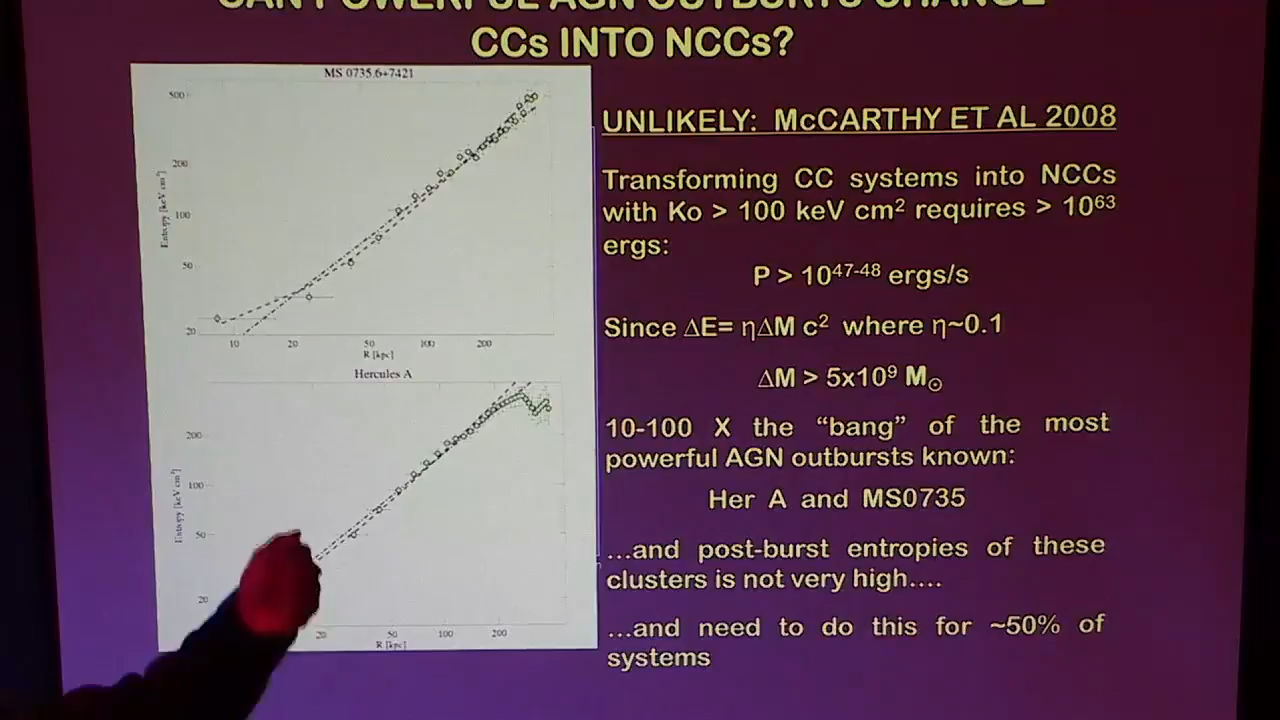 CAN POWERFUL AGN OUTBURTS CHANGE
CCs INTO NCCs?
MS 0735.6+7421
500
200
100
50
20
Entropy [keV cm²]
10 20 50 100 200
R [kpc]
Hercules A
200
100
50
20
Entropy [keV cm²]
20 50 100 200
R [kpc]
UNLIKELY: McCARTHY ET AL 2008
Transforming CC systems into NCCs
with Ko > 100 keV cm² requires > 10⁶³
ergs:
P > 10⁴⁷⁻⁴⁸ ergs/s
Since ΔE= ηΔM c² where η~0.1
ΔM > 5x10⁹ M☉
10-100 X the “bang” of the most
powerful AGN outbursts known:
Her A and MS0735
...and post-burst entropies of these
clusters is not very high....
...and need to do this for ~50% of
systems